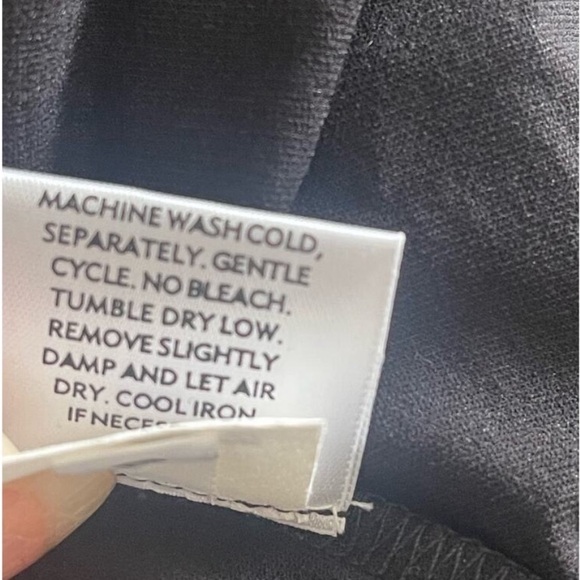 MACHINE WASH COLD,
SEPARATELY. GENTLE
CYCLE. NO BLEACH.
TUMBLE DRY LOW.
REMOVE SLIGHTLY
DAMP AND LET AIR
DRY. COOL IRON
IF